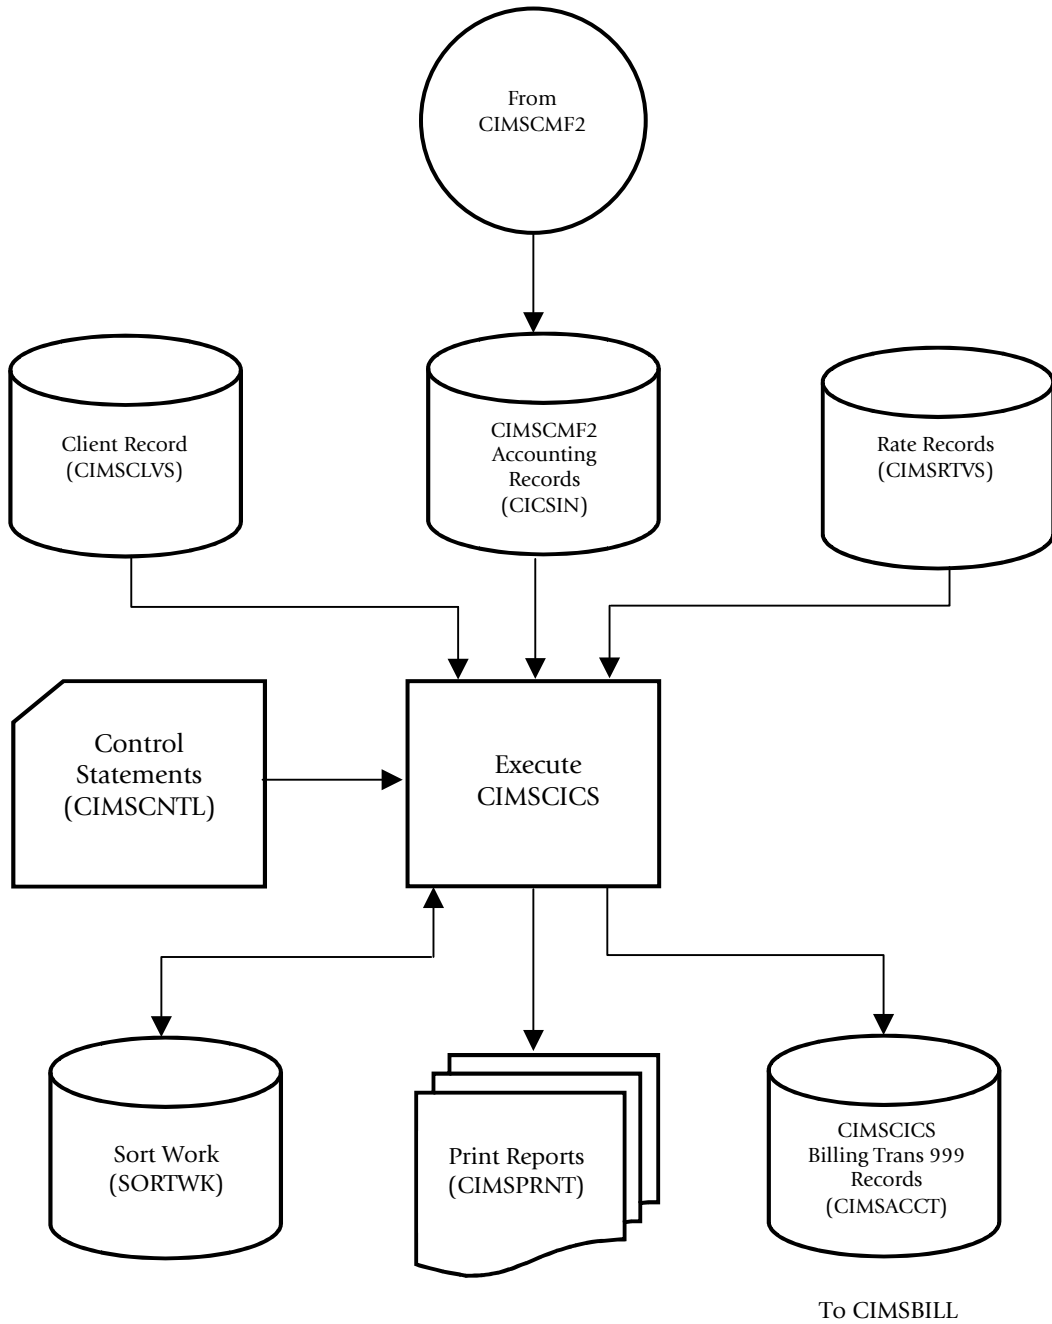 From
CIMSCMF2
Client Record
(CIMSCLVS)
CIMSCMF2
Accounting
Records
(CICSIN)
Rate Records
(CIMSRTVS)
Control
Statements
(CIMSCNTL)
Execute
CIMSCICS
Sort Work
(SORTWK)
Print Reports
(CIMSPRNT)
CIMSCICS
Billing Trans 999
Records
(CIMSACCT)
To CIMSBILL